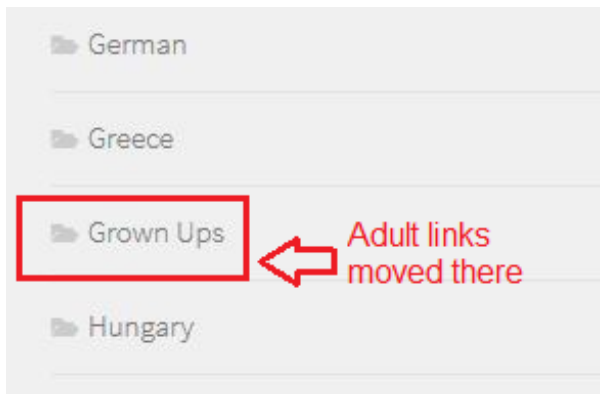 German
Greece
Grown Ups
Adult links
moved there
Hungary